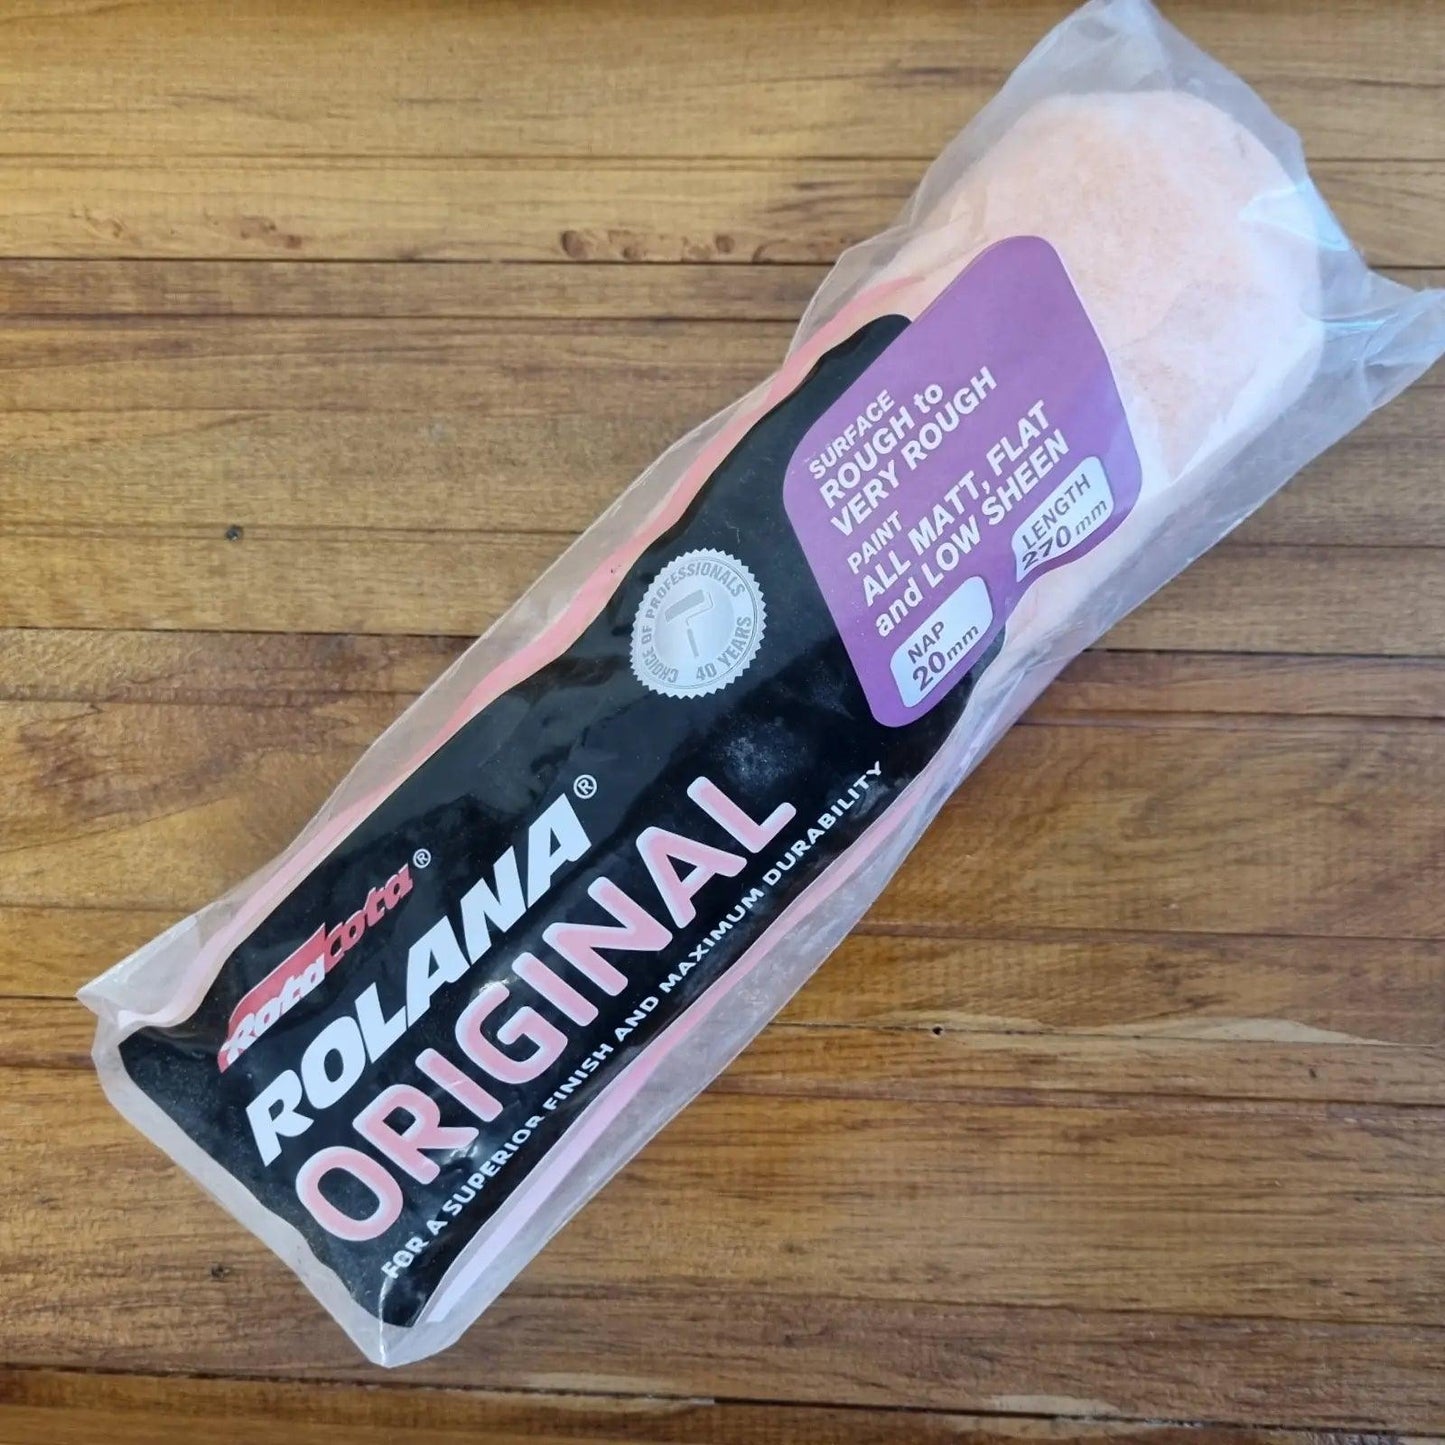 RotaCota®
ROLANA®
ORIGINAL
FOR A SUPERIOR FINISH AND MAXIMUM DURABILITY
CHOICE OF PROFESSIONALS
40 YEARS
SURFACE
ROUGH to
VERY ROUGH
PAINT
ALL MATT, FLAT
and LOW SHEEN
NAP
20mm
LENGTH
270mm